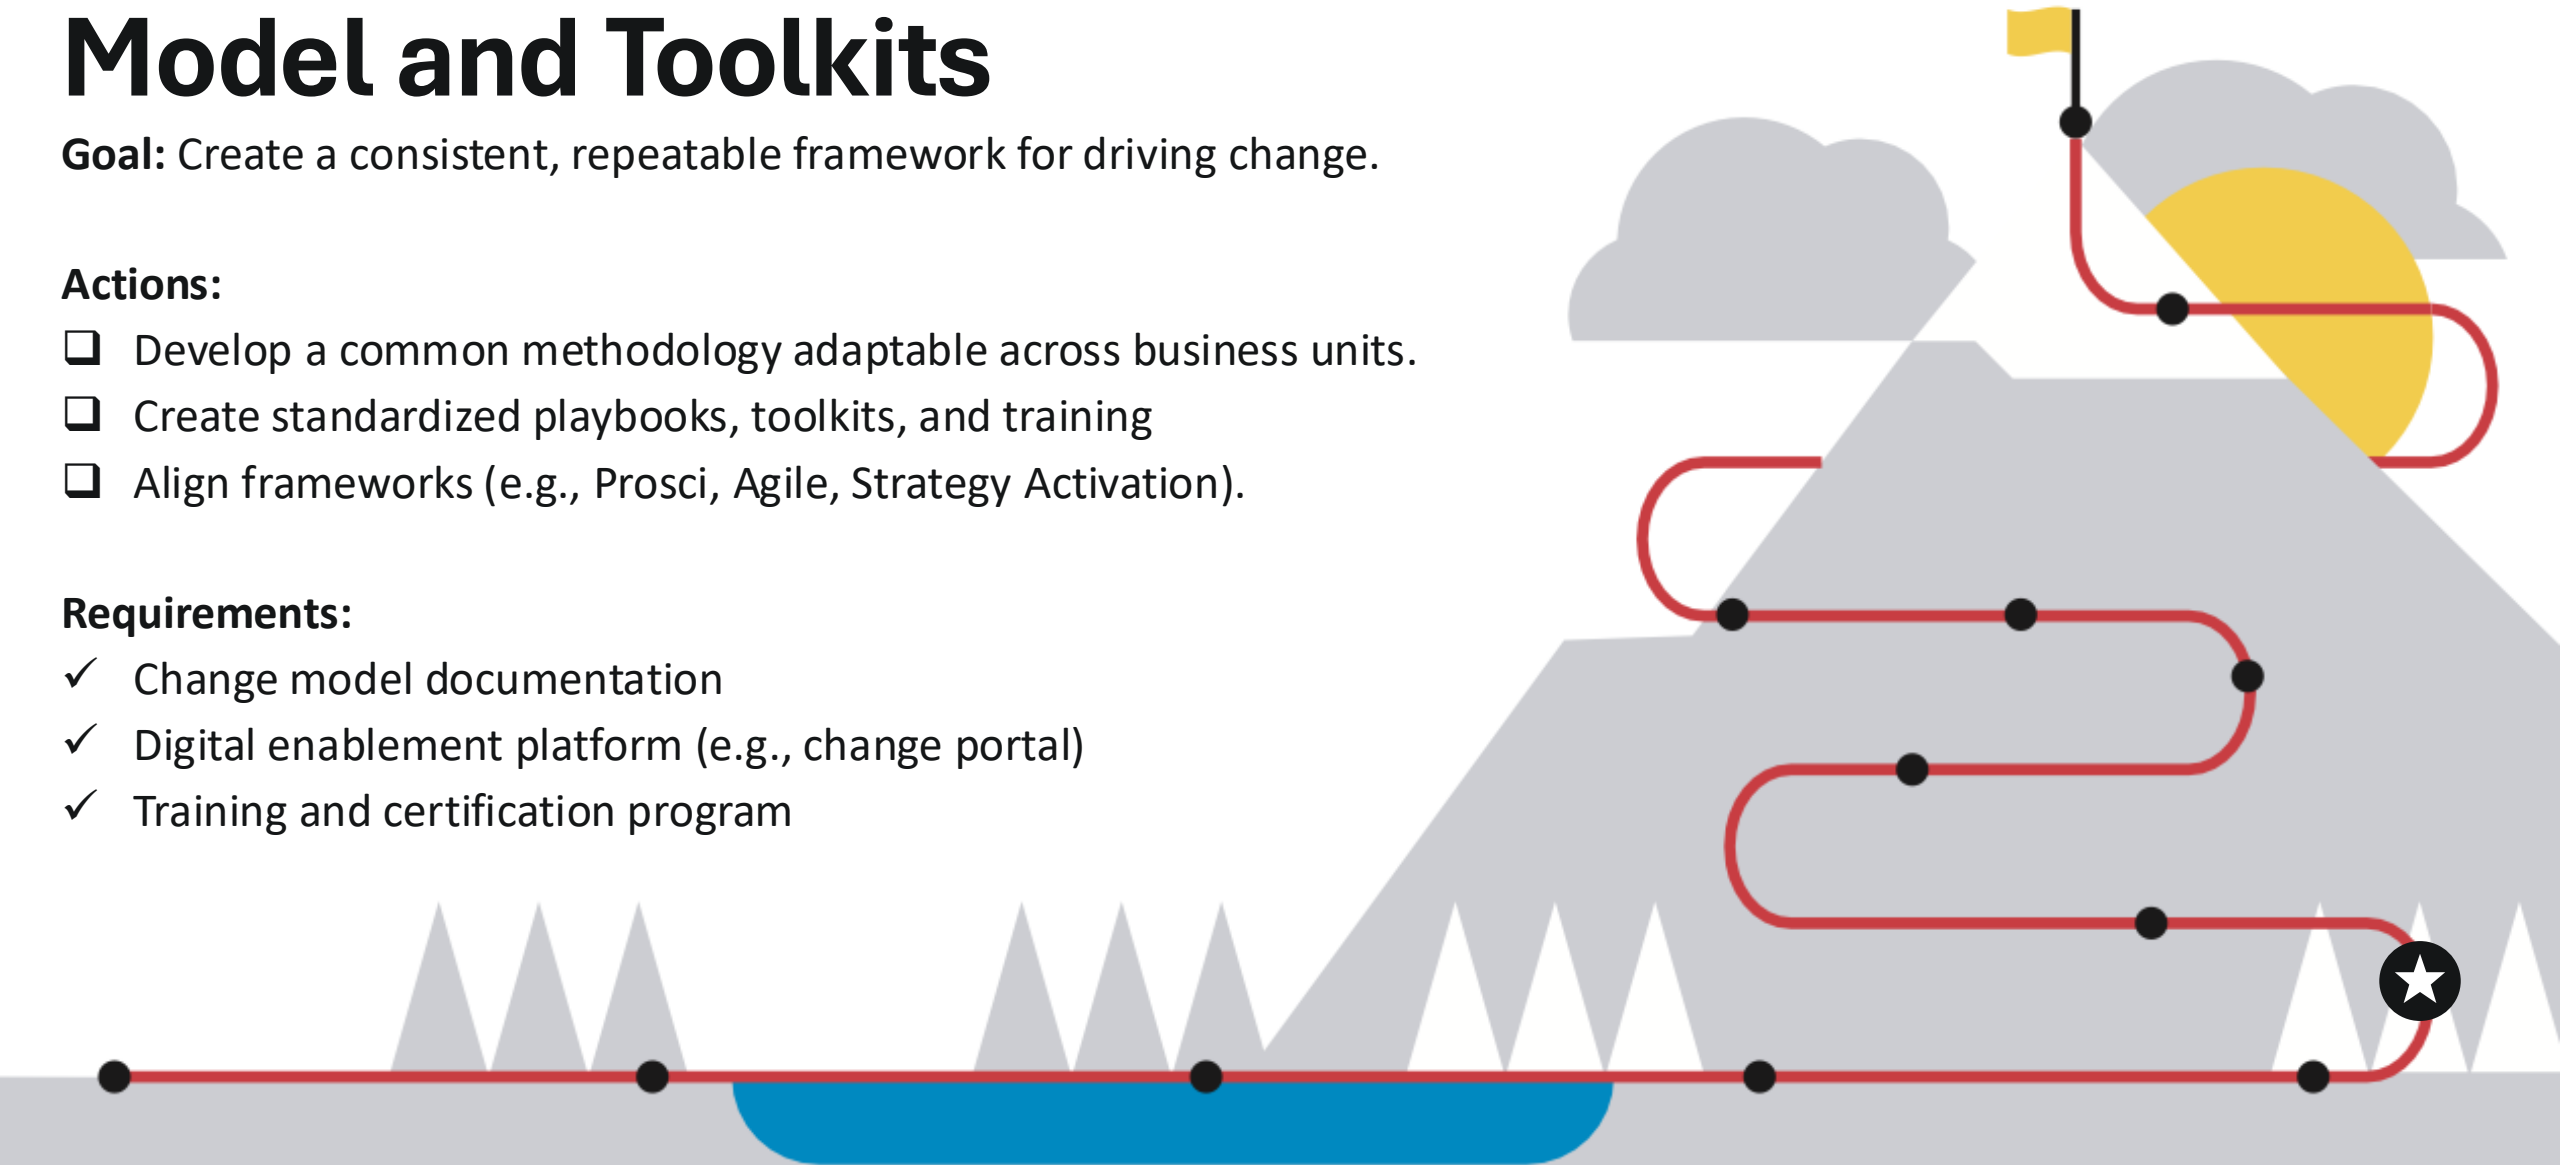 Model and Toolkits
Goal: Create a consistent, repeatable framework for driving change.
Actions:
Develop a common methodology adaptable across business units.
Create standardized playbooks, toolkits, and training
Align frameworks (e.g., Prosci, Agile, Strategy Activation).
Requirements:
Change model documentation
Digital enablement platform (e.g., change portal)
Training and certification program